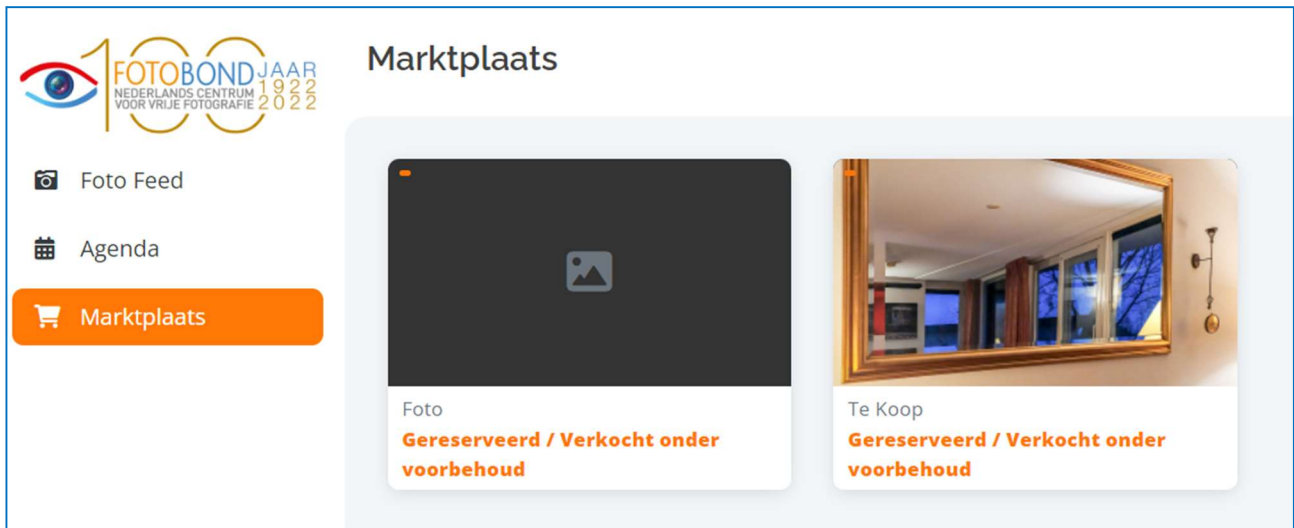 100
FOTOBOND JAAR
NEDERLANDS CENTRUM 1922
VOOR VRIJE FOTOGRAFIE 2022
Marktplaats
Foto Feed
Agenda
Marktplaats
Foto
Gereserveerd / Verkocht onder
voorbehoud
Te Koop
Gereserveerd / Verkocht onder
voorbehoud